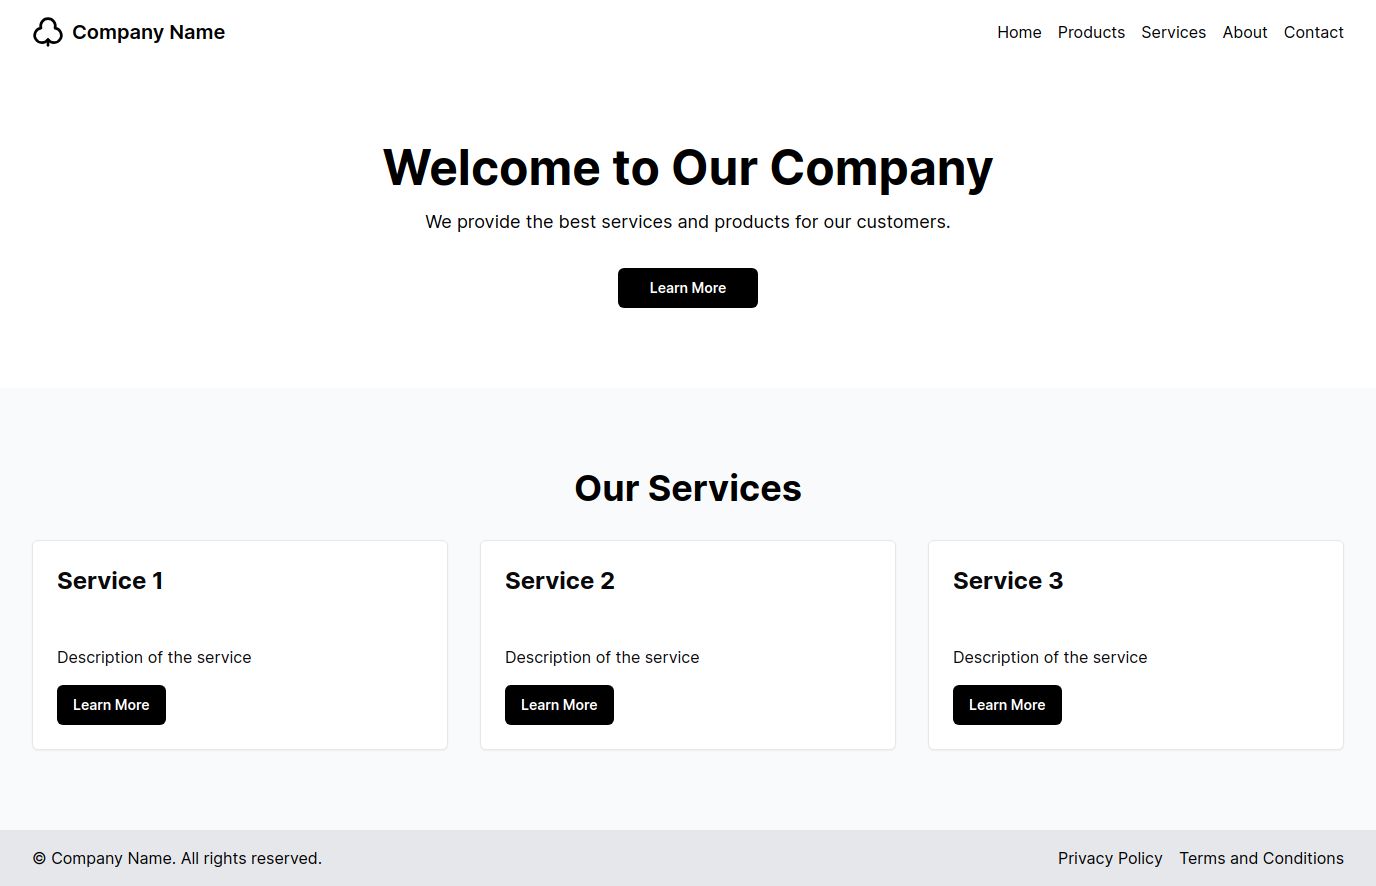 Company Name
Home Products Services About Contact
Welcome to Our Company
We provide the best services and products for our customers.
Learn More
Our Services
Service 1
Description of the service
Learn More
Service 2
Description of the service
Learn More
Service 3
Description of the service
Learn More
© Company Name. All rights reserved.
Privacy Policy Terms and Conditions